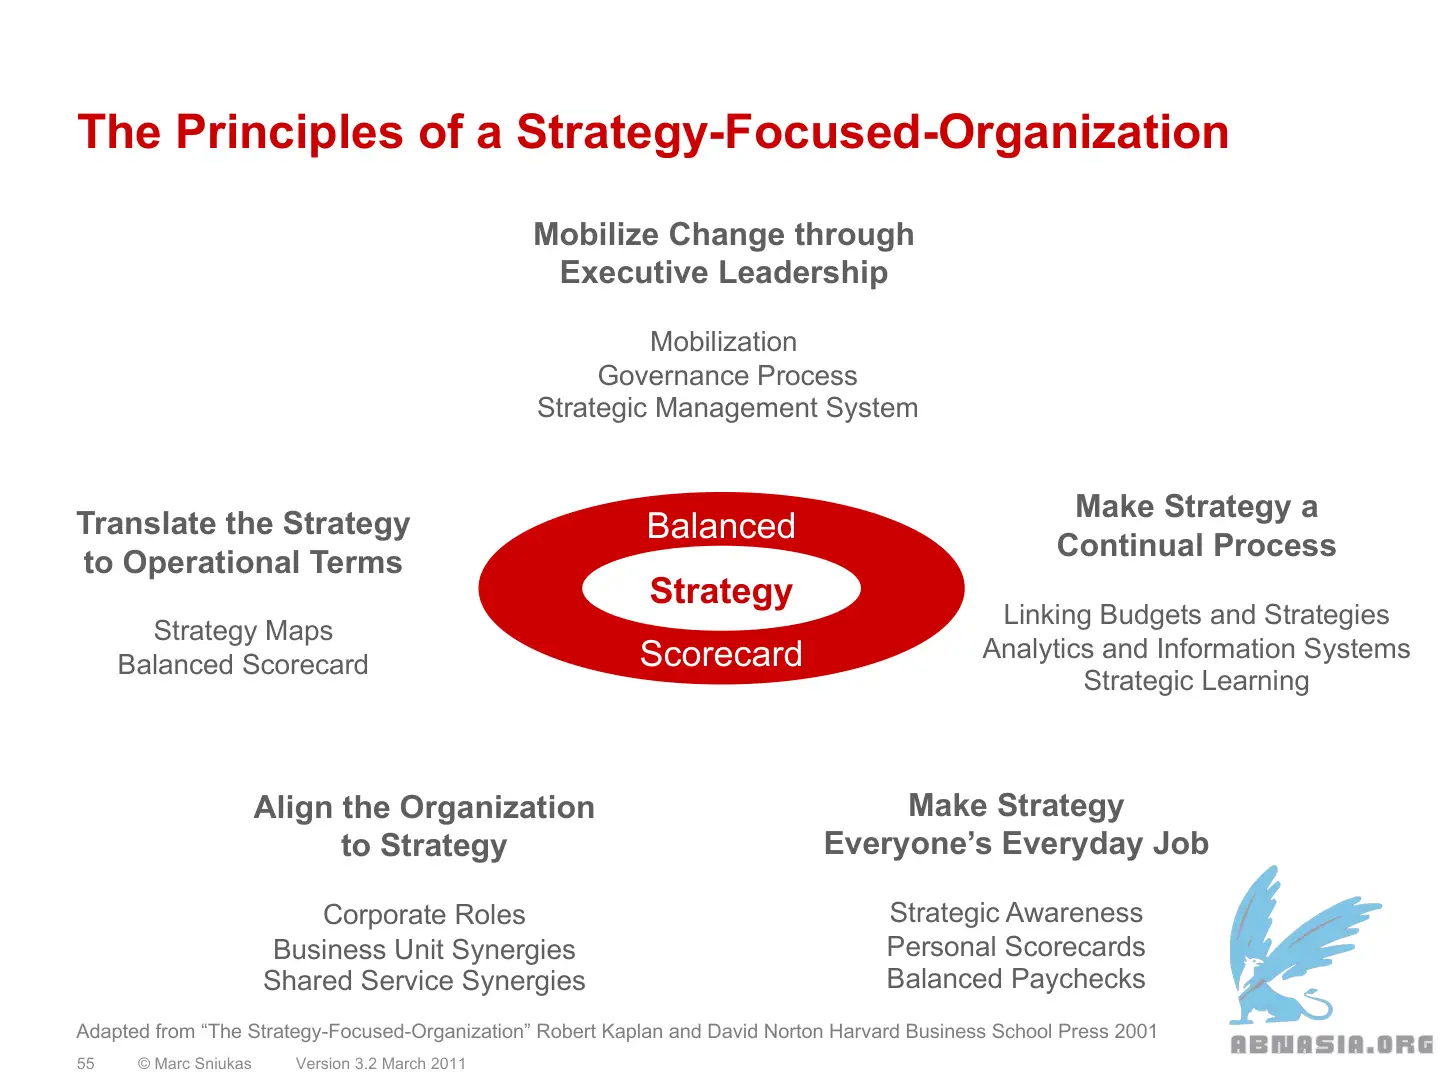 The Principles of a Strategy-Focused-Organization
Mobilize Change through
Executive Leadership
Mobilization
Governance Process
Strategic Management System
Translate the Strategy
to Operational Terms
Strategy Maps
Balanced Scorecard
Balanced
Strategy
Scorecard
Make Strategy a
Continual Process
Linking Budgets and Strategies
Analytics and Information Systems
Strategic Learning
Align the Organization
to Strategy
Corporate Roles
Business Unit Synergies
Shared Service Synergies
Make Strategy
Everyone’s Everyday Job
Strategic Awareness
Personal Scorecards
Balanced Paychecks
Adapted from “The Strategy-Focused-Organization” Robert Kaplan and David Norton Harvard Business School Press 2001
55 © Marc Sniukas Version 3.2 March 2011
ABNASIA.ORG